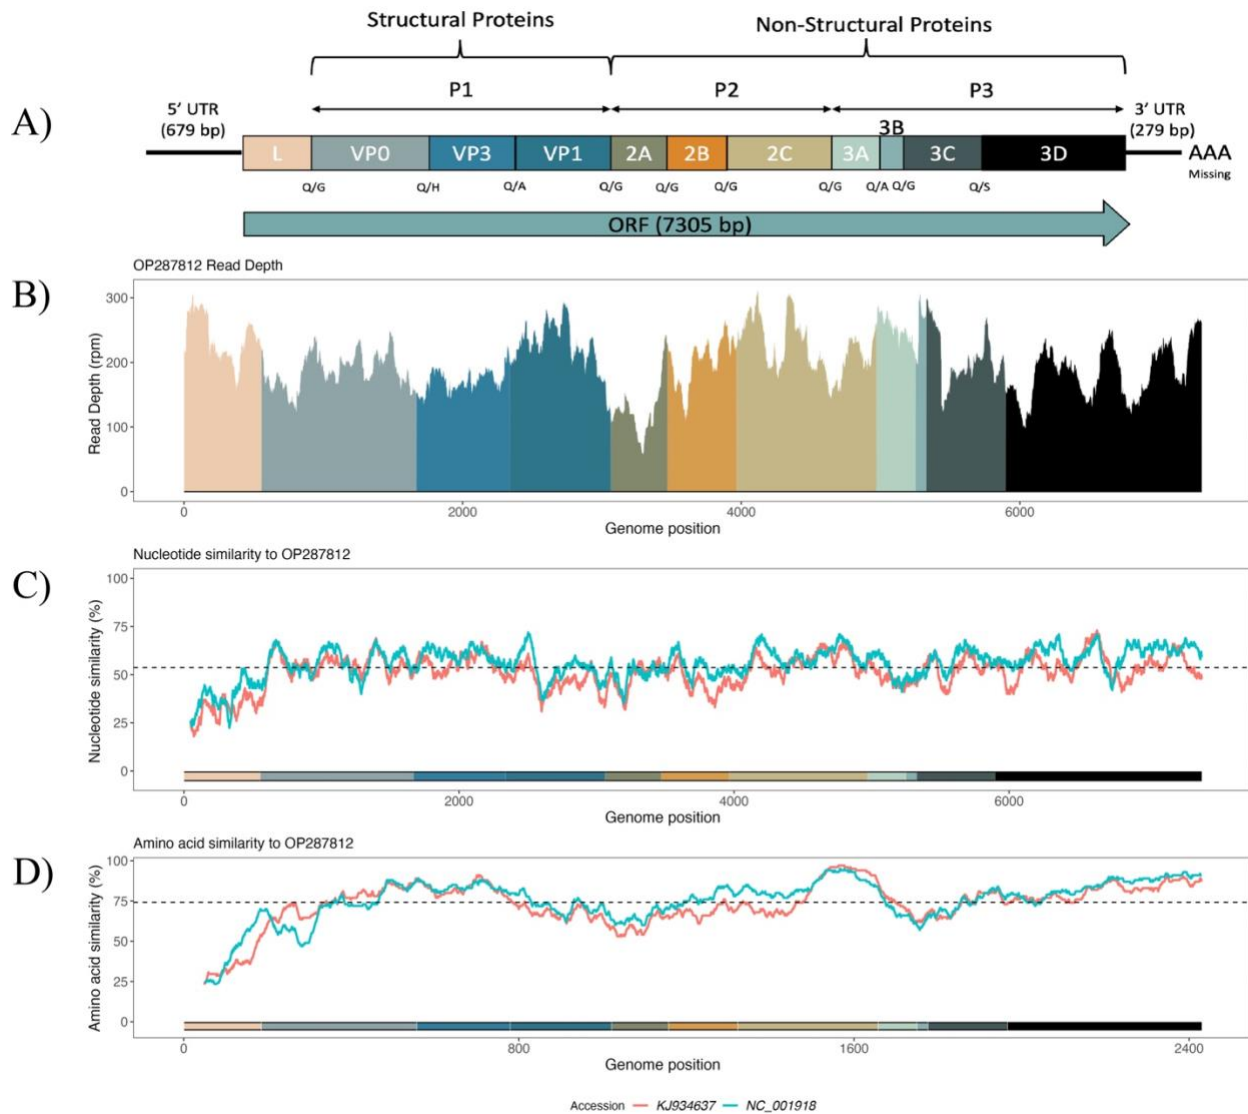 Structural Proteins
Non-Structural Proteins
A)
5' UTR
(679 bp)
P1
P2
P3
3' UTR
(279 bp)
3B
L VP0 VP3 VP1 2A 2B 2C 3A 3C 3D
AAA
Missing
Q/G Q/H Q/A Q/G Q/G Q/G Q/G Q/A Q/G Q/S
ORF (7305 bp)
B)
OP287812 Read Depth
Read Depth (rpm)
300
200
100
0
0 2000 4000 6000
Genome position
C)
Nucleotide similarity to OP287812
Nucleotide similarity (%)
100
75
50
25
0
0 2000 4000 6000
Genome position
D)
Amino acid similarity to OP287812
Amino acid similarity (%)
100
75
50
25
0
0 800 1600 2400
Genome position
Accession KJ934637 NC_001918